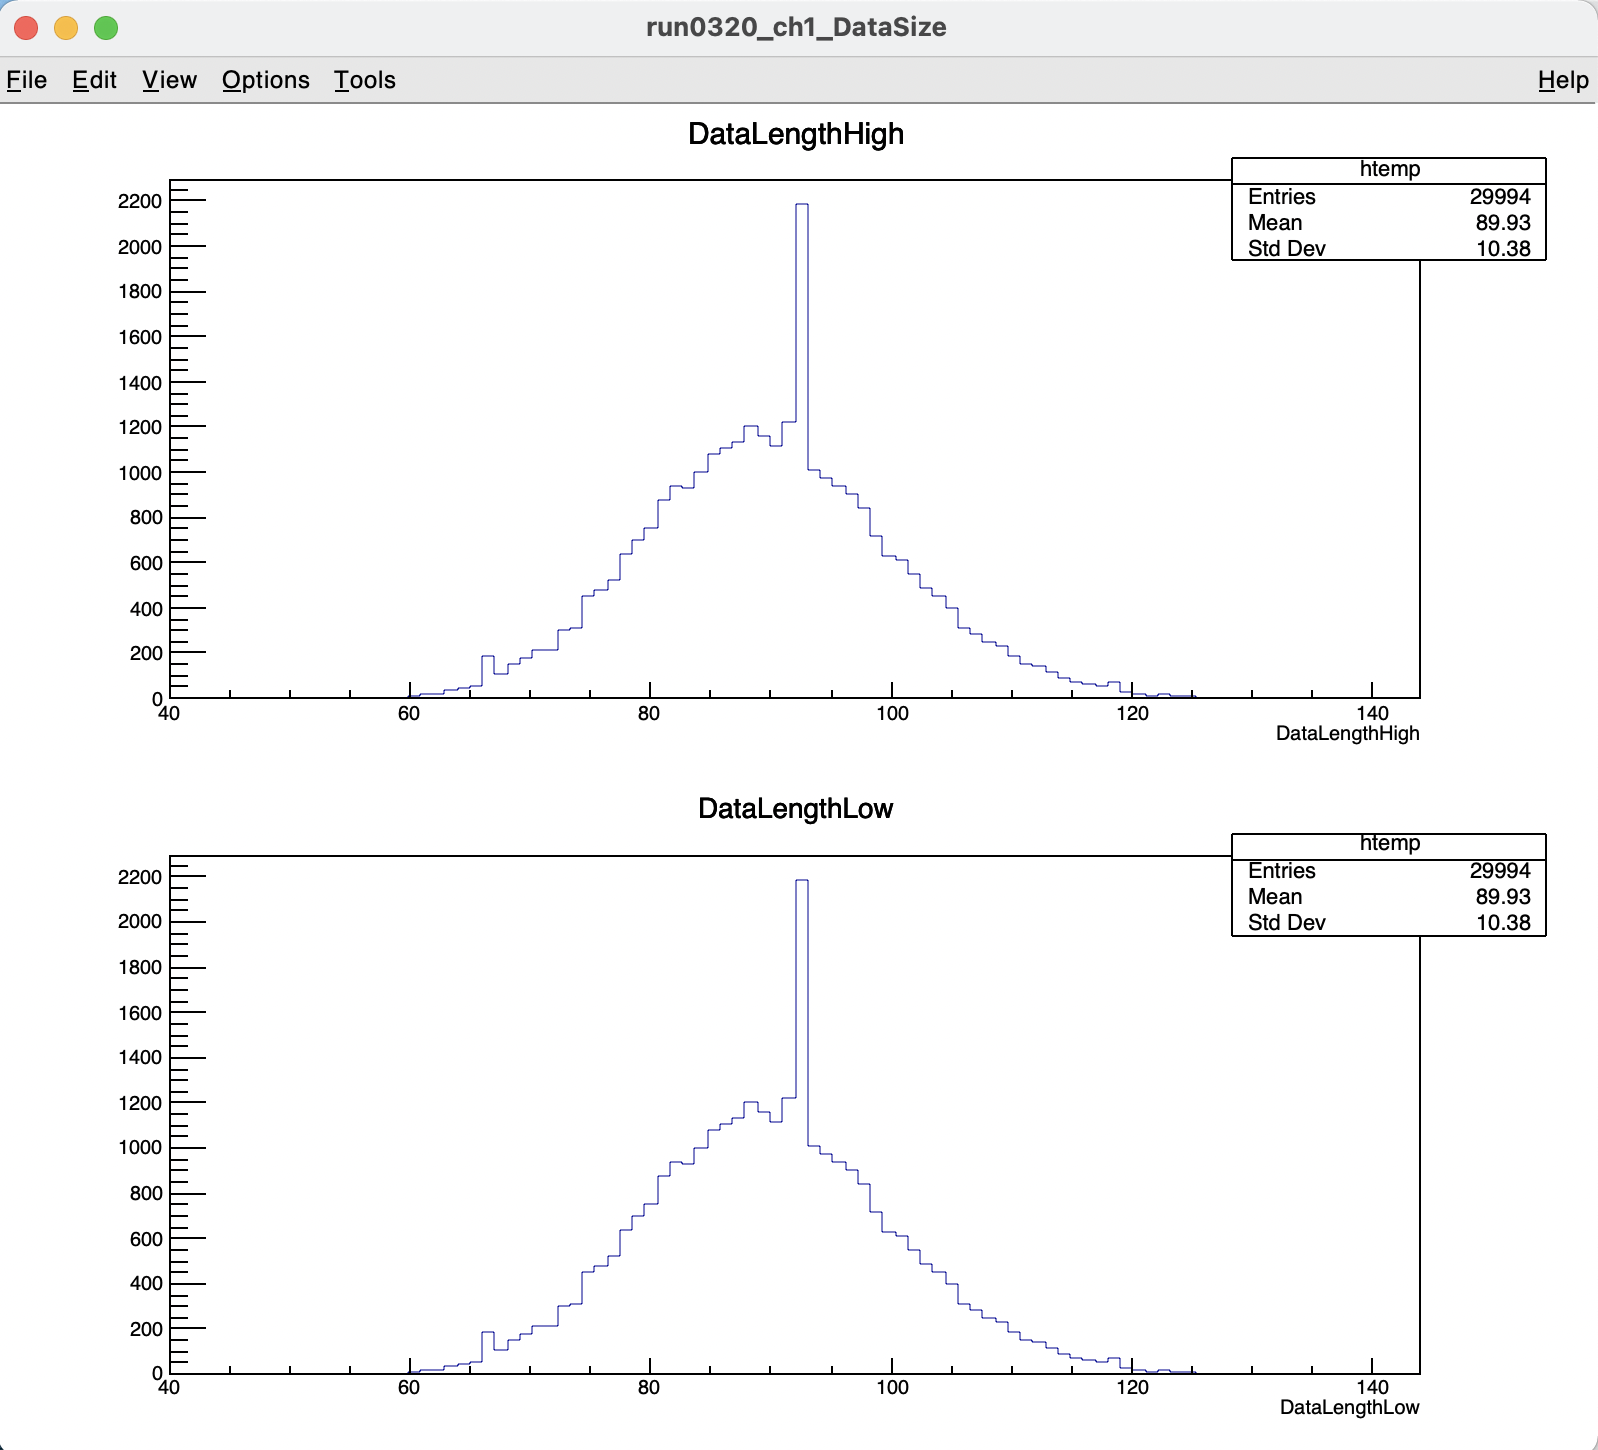 run0320_ch1_DataSize
File Edit View Options Tools Help
DataLengthHigh
htemp
Entries 29994
Mean 89.93
Std Dev 10.38
2200
2000
1800
1600
1400
1200
1000
800
600
400
200
0
40 60 80 100 120 140
DataLengthHigh
DataLengthLow
htemp
Entries 29994
Mean 89.93
Std Dev 10.38
2200
2000
1800
1600
1400
1200
1000
800
600
400
200
0
40 60 80 100 120 140
DataLengthLow